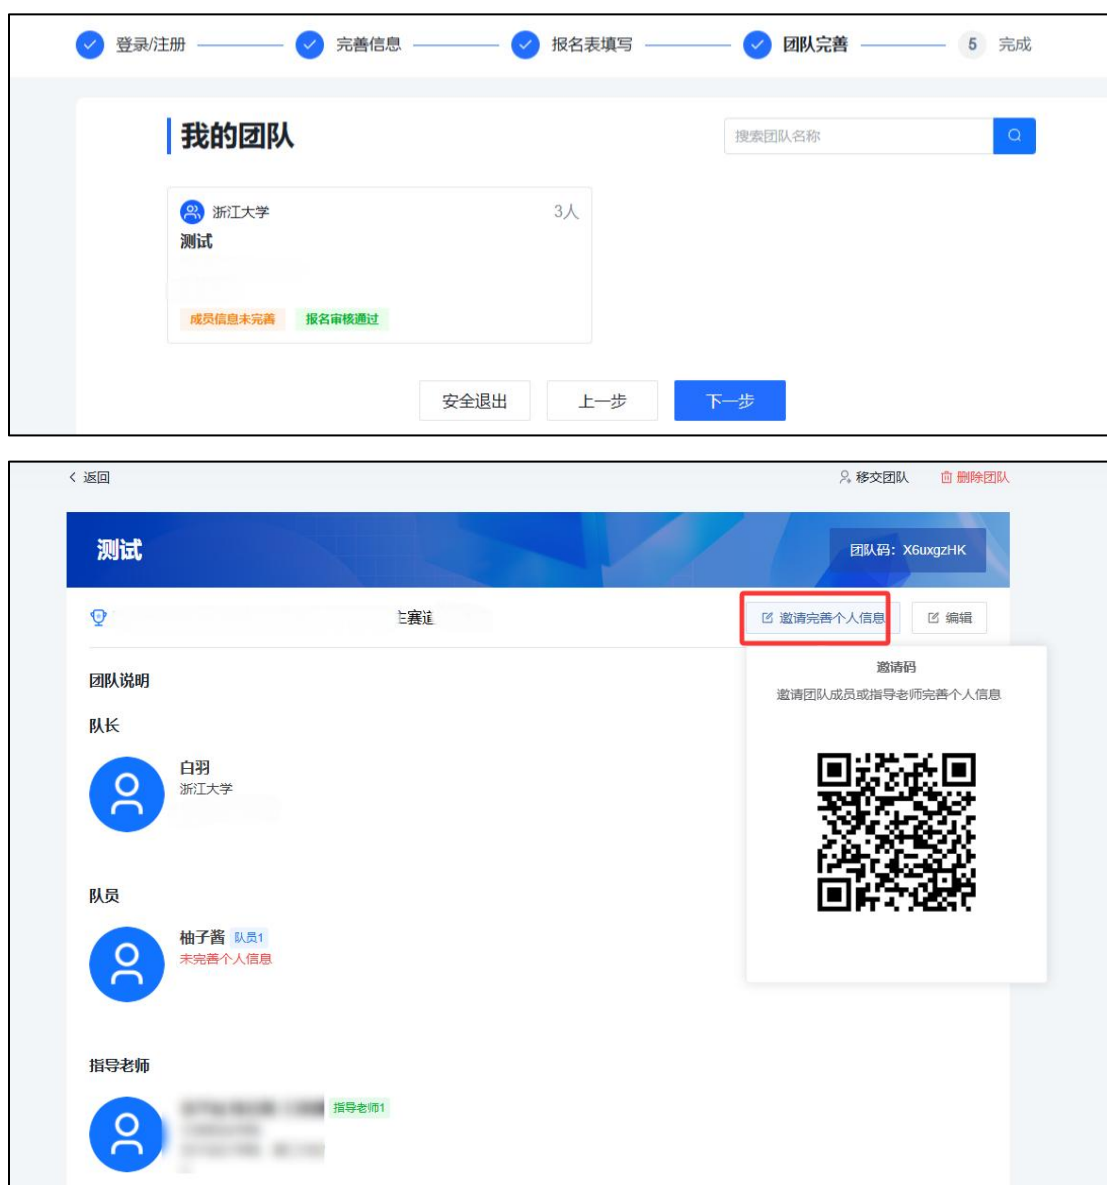 登录/注册 完善信息 报名表填写 团队完善 5 完成
我的团队
搜索团队名称
浙江大学 3人
测试
成员信息未完善 报名审核通过
安全退出 上一步 下一步
返回 移交团队 删除团队
测试 团队码：X6uxgzHK
主赛道 邀请完善个人信息 编辑
邀请码
邀请团队成员或指导老师完善个人信息
团队说明
队长
白羽
浙江大学
队员
柚子酱 队员1
未完善个人信息
指导老师
指导老师1